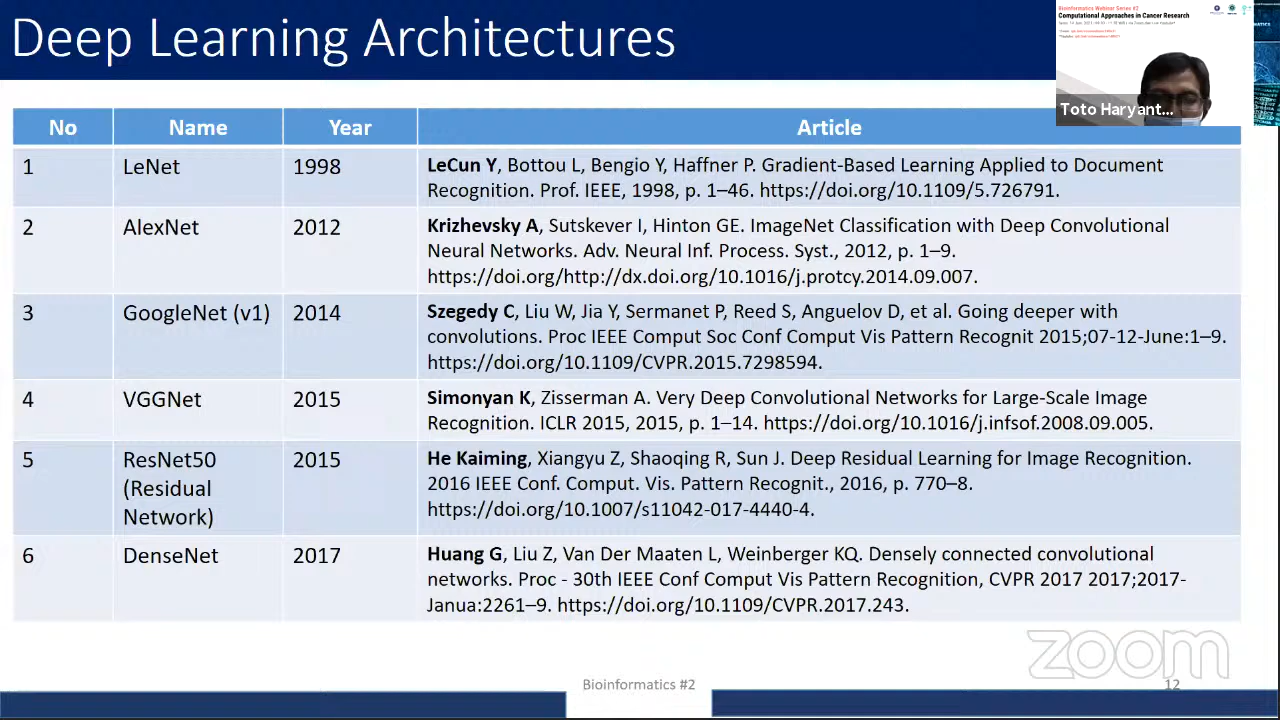 Deep Learning Architectures
Bioinformatics Webinar Series #2
Computational Approaches in Cancer Research
Toto Haryant...
No Name Year Article
1 LeNet 1998 LeCun Y, Bottou L, Bengio Y, Haffner P. Gradient-Based Learning Applied to Document
Recognition. Prof. IEEE, 1998, p. 1–46. https://doi.org/10.1109/5.726791.
2 AlexNet 2012 Krizhevsky A, Sutskever I, Hinton GE. ImageNet Classification with Deep Convolutional
Neural Networks. Adv. Neural Inf. Process. Syst., 2012, p. 1–9.
https://doi.org/http://dx.doi.org/10.1016/j.protcy.2014.09.007.
3 GoogleNet (v1) 2014 Szegedy C, Liu W, Jia Y, Sermanet P, Reed S, Anguelov D, et al. Going deeper with
convolutions. Proc IEEE Comput Soc Conf Comput Vis Pattern Recognit 2015;07-12-June:1–9.
https://doi.org/10.1109/CVPR.2015.7298594.
4 VGGNet 2015 Simonyan K, Zisserman A. Very Deep Convolutional Networks for Large-Scale Image
Recognition. ICLR 2015, 2015, p. 1–14. https://doi.org/10.1016/j.infsof.2008.09.005.
5 ResNet50 2015 He Kaiming, Xiangyu Z, Shaoqing R, Sun J. Deep Residual Learning for Image Recognition.
(Residual 2016 IEEE Conf. Comput. Vis. Pattern Recognit., 2016, p. 770–8.
Network) https://doi.org/10.1007/s11042-017-4440-4.
6 DenseNet 2017 Huang G, Liu Z, Van Der Maaten L, Weinberger KQ. Densely connected convolutional
networks. Proc - 30th IEEE Conf Comput Vis Pattern Recognition, CVPR 2017 2017;2017-
Janua:2261–9. https://doi.org/10.1109/CVPR.2017.243.
zoom
Bioinformatics #2 12